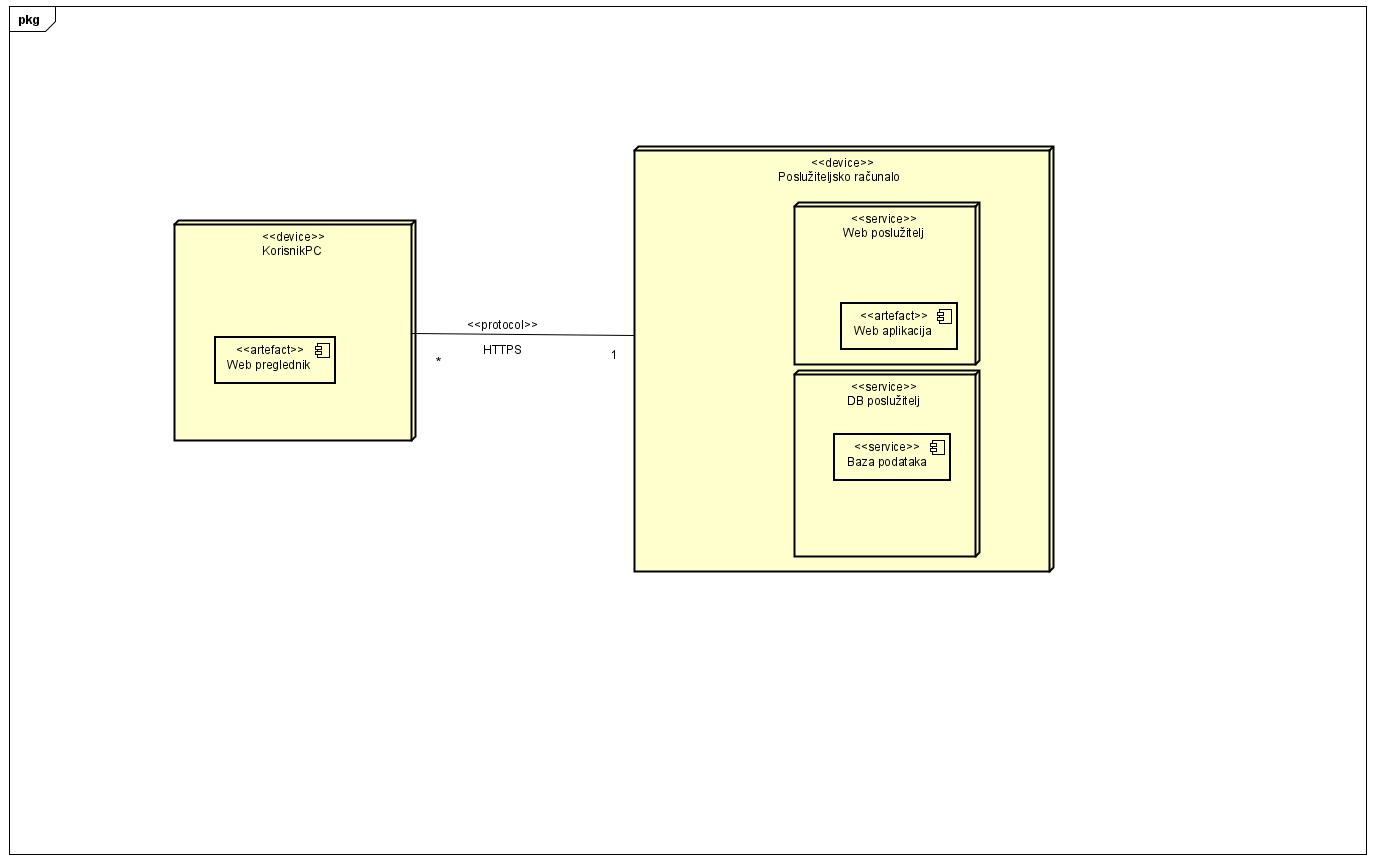 pkg
<<device>>
KorisnikPC
<<artefact>>
Web preglednik
<<protocol>>
HTTPS
*
1
<<device>>
Poslužiteljsko računalo
<<service>>
Web poslužitelj
<<artefact>>
Web aplikacija
<<service>>
DB poslužitelj
<<service>>
Baza podataka